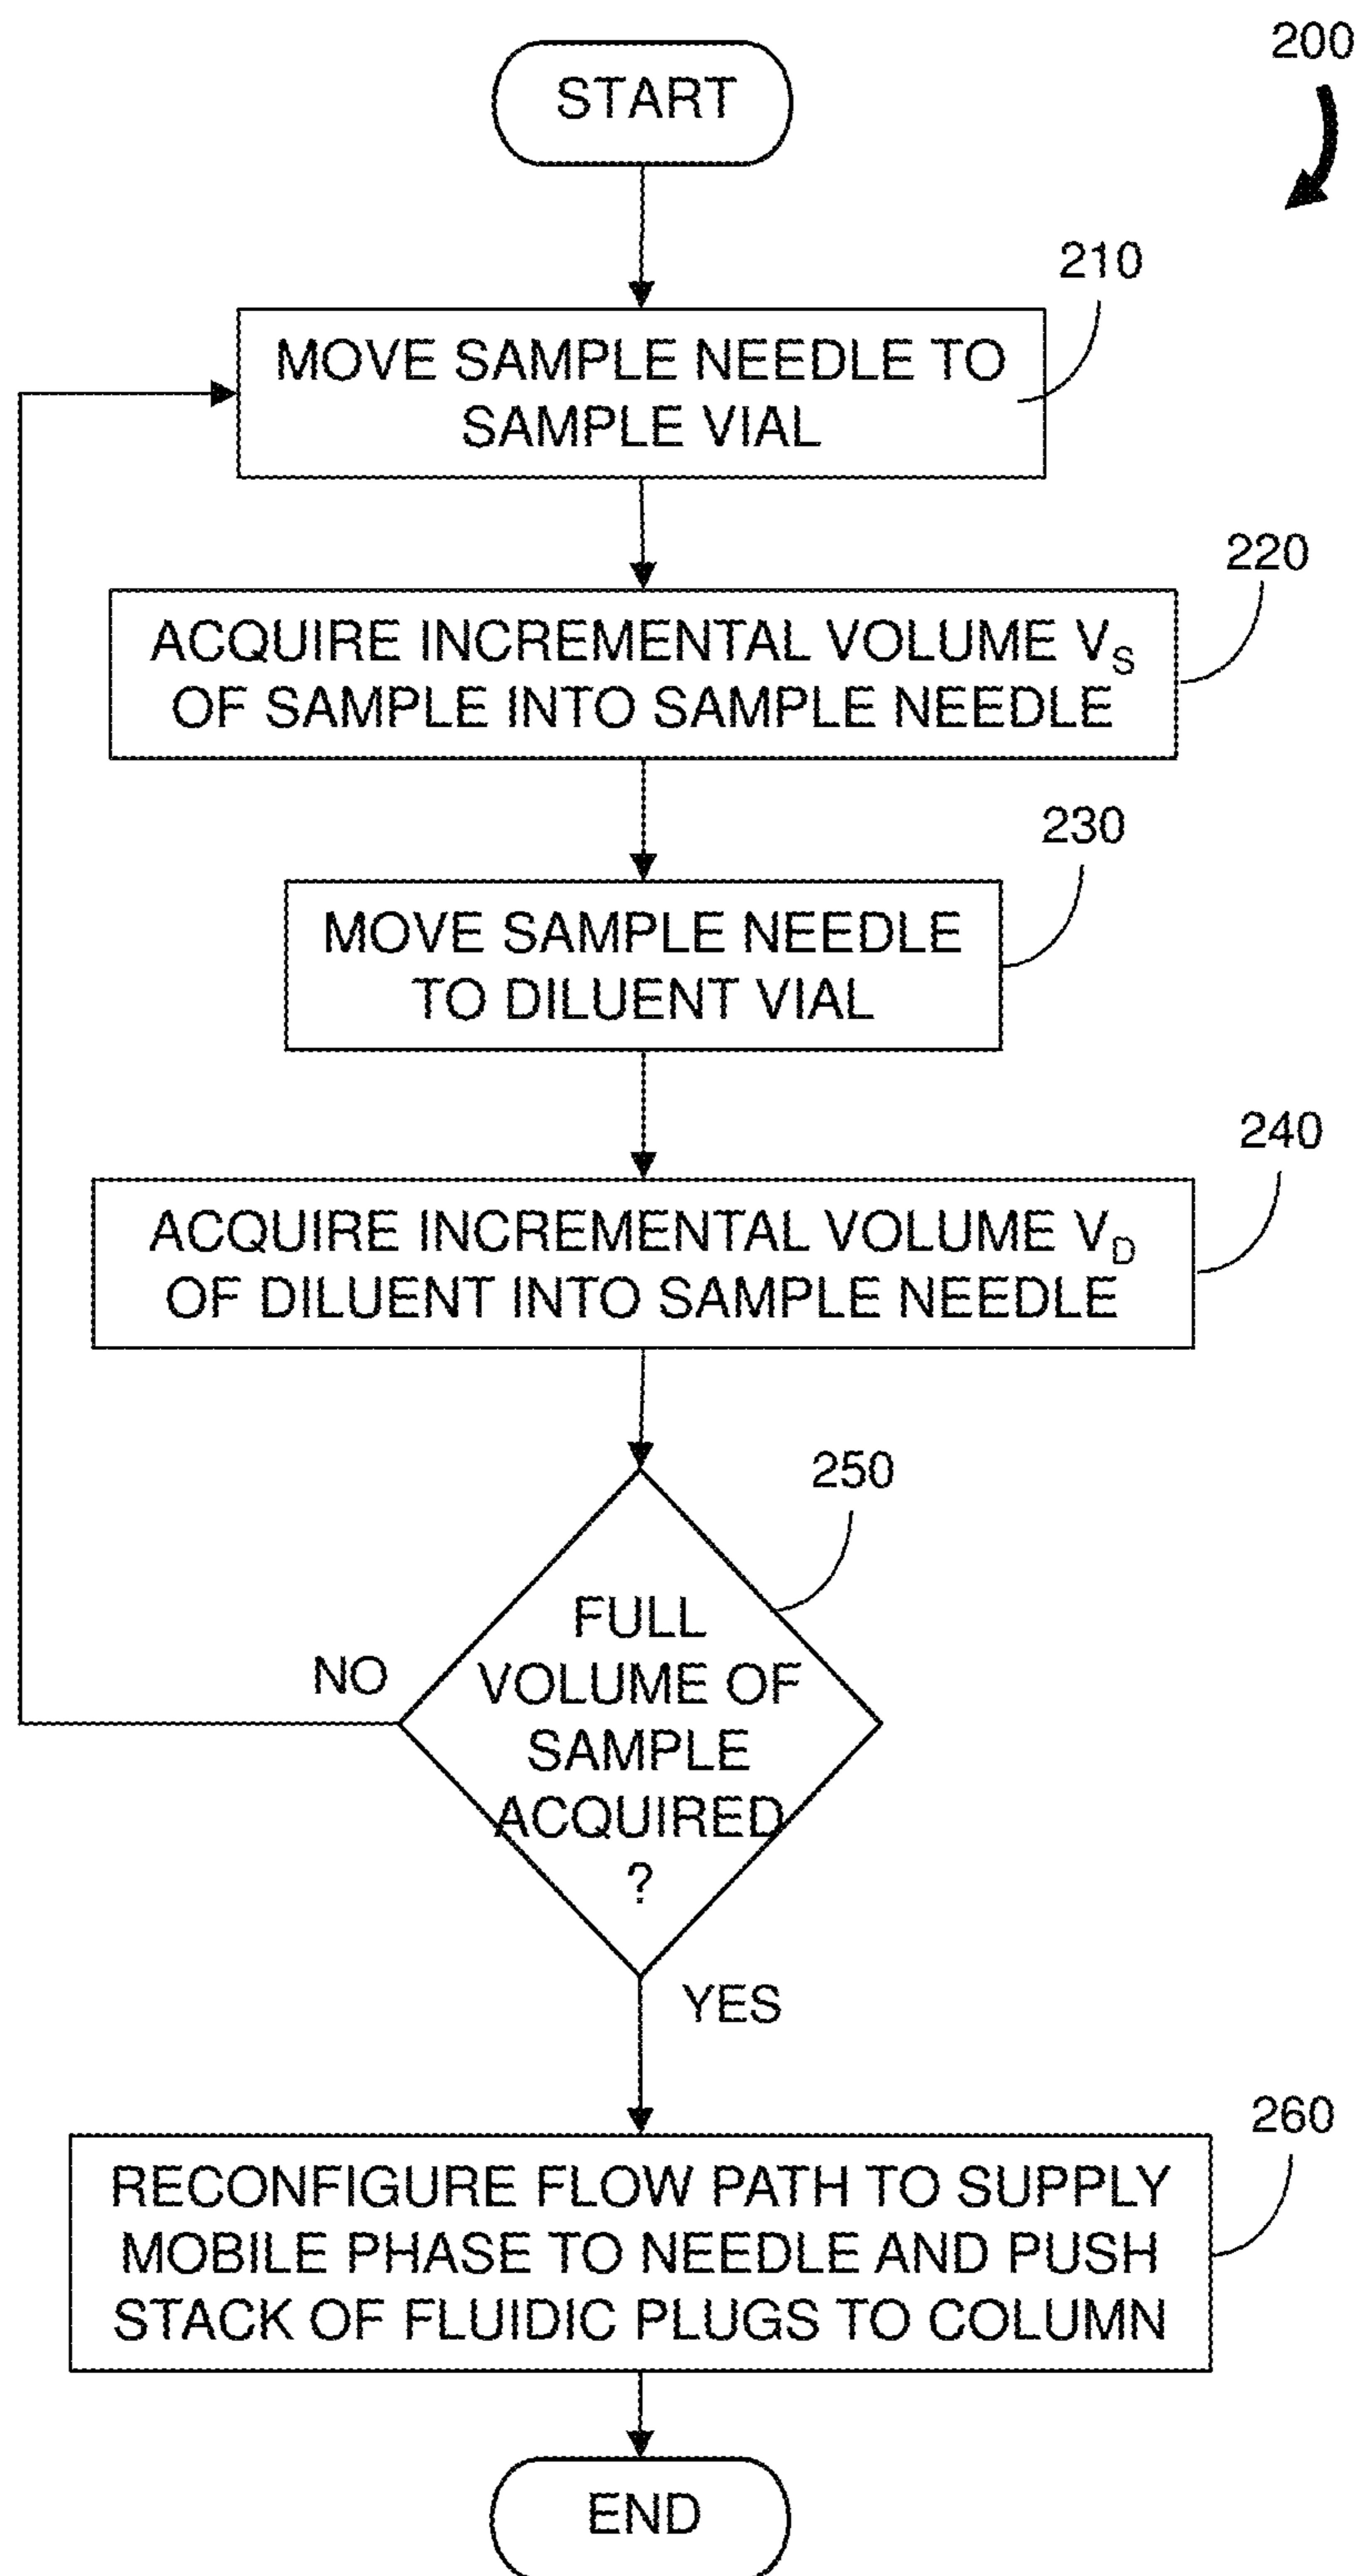 200
START
210
MOVE SAMPLE NEEDLE TO
SAMPLE VIAL
220
ACQUIRE INCREMENTAL VOLUME VS
OF SAMPLE INTO SAMPLE NEEDLE
230
MOVE SAMPLE NEEDLE
TO DILUENT VIAL
240
ACQUIRE INCREMENTAL VOLUME VD
OF DILUENT INTO SAMPLE NEEDLE
250
FULL
VOLUME OF
SAMPLE
ACQUIRED
?
NO
YES
260
RECONFIGURE FLOW PATH TO SUPPLY
MOBILE PHASE TO NEEDLE AND PUSH
STACK OF FLUIDIC PLUGS TO COLUMN
END